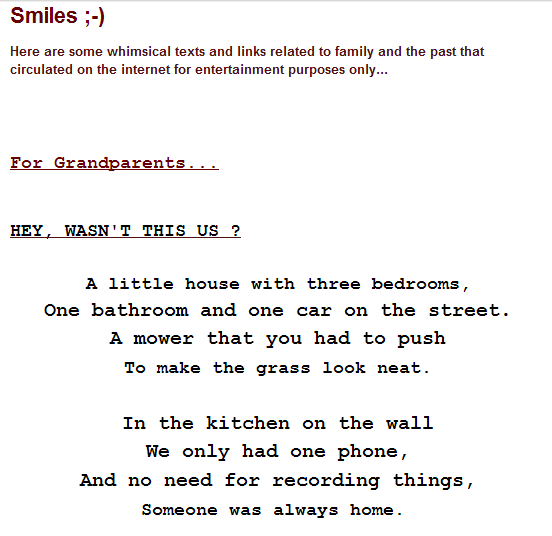 Smiles ;-)
Here are some whimsical texts and links related to family and the past that
circulated on the internet for entertainment purposes only...
For Grandparents...
HEY, WASN'T THIS US ?
A little house with three bedrooms,
One bathroom and one car on the street.
A mower that you had to push
To make the grass look neat.
In the kitchen on the wall
We only had one phone,
And no need for recording things,
Someone was always home.